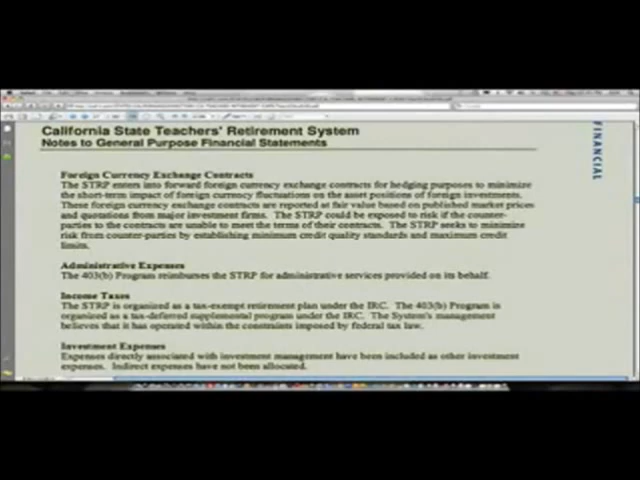 California State Teachers' Retirement System
Notes to General Purpose Financial Statements
FINANCIAL
Foreign Currency Exchange Contracts
The STRP enters into forward foreign currency exchange contracts for hedging purposes to minimize
the short-term impact of foreign currency fluctuations on the asset positions of foreign investments.
These foreign currency exchange contracts are reported at fair value based on published market prices
and quotations from major investment firms. The STRP could be exposed to risk if the counter-
parties to the contracts are unable to meet the terms of their contracts. The STRP seeks to minimize
risk from counter-parties by establishing minimum credit quality standards and maximum credit
limits.
Administrative Expenses
The 403(b) Program reimburses the STRP for administrative services provided on its behalf.
Income Taxes
The STRP is organized as a tax-exempt retirement plan under the IRC. The 403(b) Program is
organized as a tax-deferred supplemental program under the IRC. The System's management
believes that it has operated within the constraints imposed by federal tax law.
Investment Expenses
Expenses directly associated with investment management have been included as other investment
expenses. Indirect expenses have not been allocated.